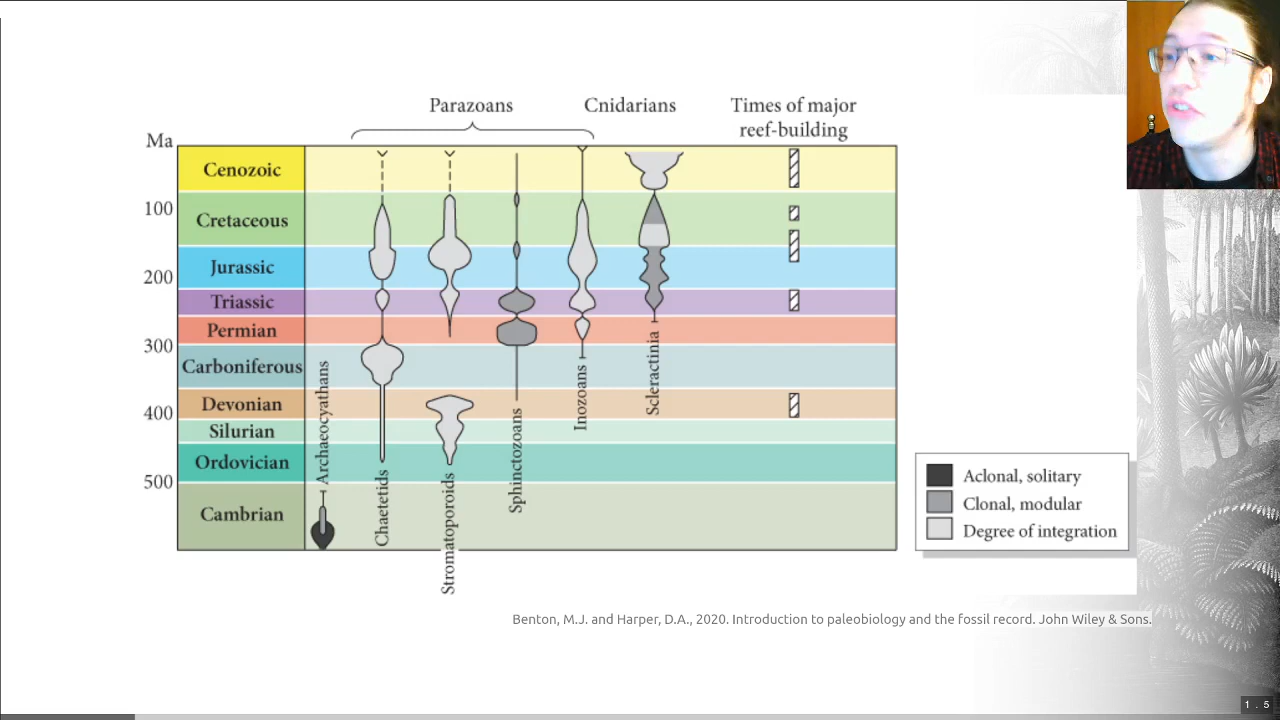 Parazoans
Cnidarians
Times of major
reef-building
Ma
Cenozoic
100
Cretaceous
Jurassic
200
Triassic
Permian
300
Carboniferous
400
Devonian
Silurian
Ordovician
500
Cambrian
Archaeocyathans
Chaetetids
Stromatoporoids
Sphinctozoans
Inozoans
Scleractinia
Aclonal, solitary
Clonal, modular
Degree of integration
Benton, M.J. and Harper, D.A., 2020. Introduction to paleobiology and the fossil record. John Wiley & Sons.
1 . 5